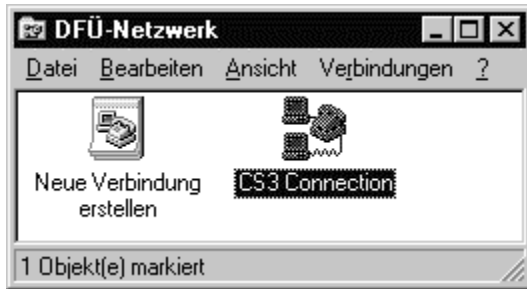 DFÜ-Netzwerk
Datei Bearbeiten Ansicht Verbindungen ?
Neue Verbindung
erstellen
CS3 Connection
1 Objekt(e) markiert